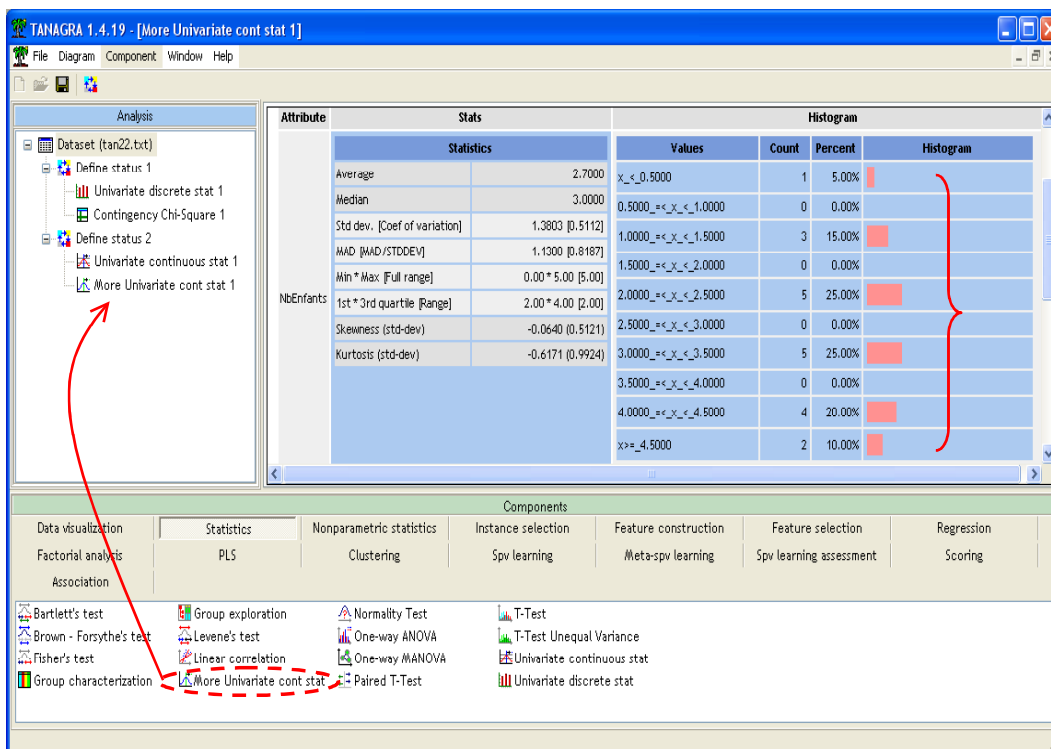 TANAGRA 1.4.19 - [More Univariate cont stat 1]
File Diagram Component Window Help
Analysis
Dataset (tan22.txt)
Define status 1
Univariate discrete stat 1
Contingency Chi-Square 1
Define status 2
Univariate continuous stat 1
More Univariate cont stat 1
Attribute Stats Histogram
NbEnfants
Statistics
Average 2.7000
Median 3.0000
Std dev. [Coef of variation] 1.3803 [0.5112]
MAD [MAD/STDDEV] 1.1300 [0.8187]
Min * Max [Full range] 0.00 * 5.00 [5.00]
1st * 3rd quartile [Range] 2.00 * 4.00 [2.00]
Skewness (std-dev) -0.0640 (0.5121)
Kurtosis (std-dev) -0.6171 (0.9924)
Values Count Percent Histogram
x_<_0.5000 1 5.00%
0.5000_=<_x_<_1.0000 0 0.00%
1.0000_=<_x_<_1.5000 3 15.00%
1.5000_=<_x_<_2.0000 0 0.00%
2.0000_=<_x_<_2.5000 5 25.00%
2.5000_=<_x_<_3.0000 0 0.00%
3.0000_=<_x_<_3.5000 5 25.00%
3.5000_=<_x_<_4.0000 0 0.00%
4.0000_=<_x_<_4.5000 4 20.00%
x>=_4.5000 2 10.00%
Components
Data visualization Statistics Nonparametric statistics Instance selection Feature construction Feature selection Regression
Factorial analysis PLS Clustering Spv learning Meta-spv learning Spv learning assessment Scoring
Association
Bartlett's test Group exploration Normality Test T-Test
Brown - Forsythe's test Levene's test One-way ANOVA T-Test Unequal Variance
Fisher's test Linear correlation One-way MANOVA Univariate continuous stat
Group characterization More Univariate cont stat Paired T-Test Univariate discrete stat